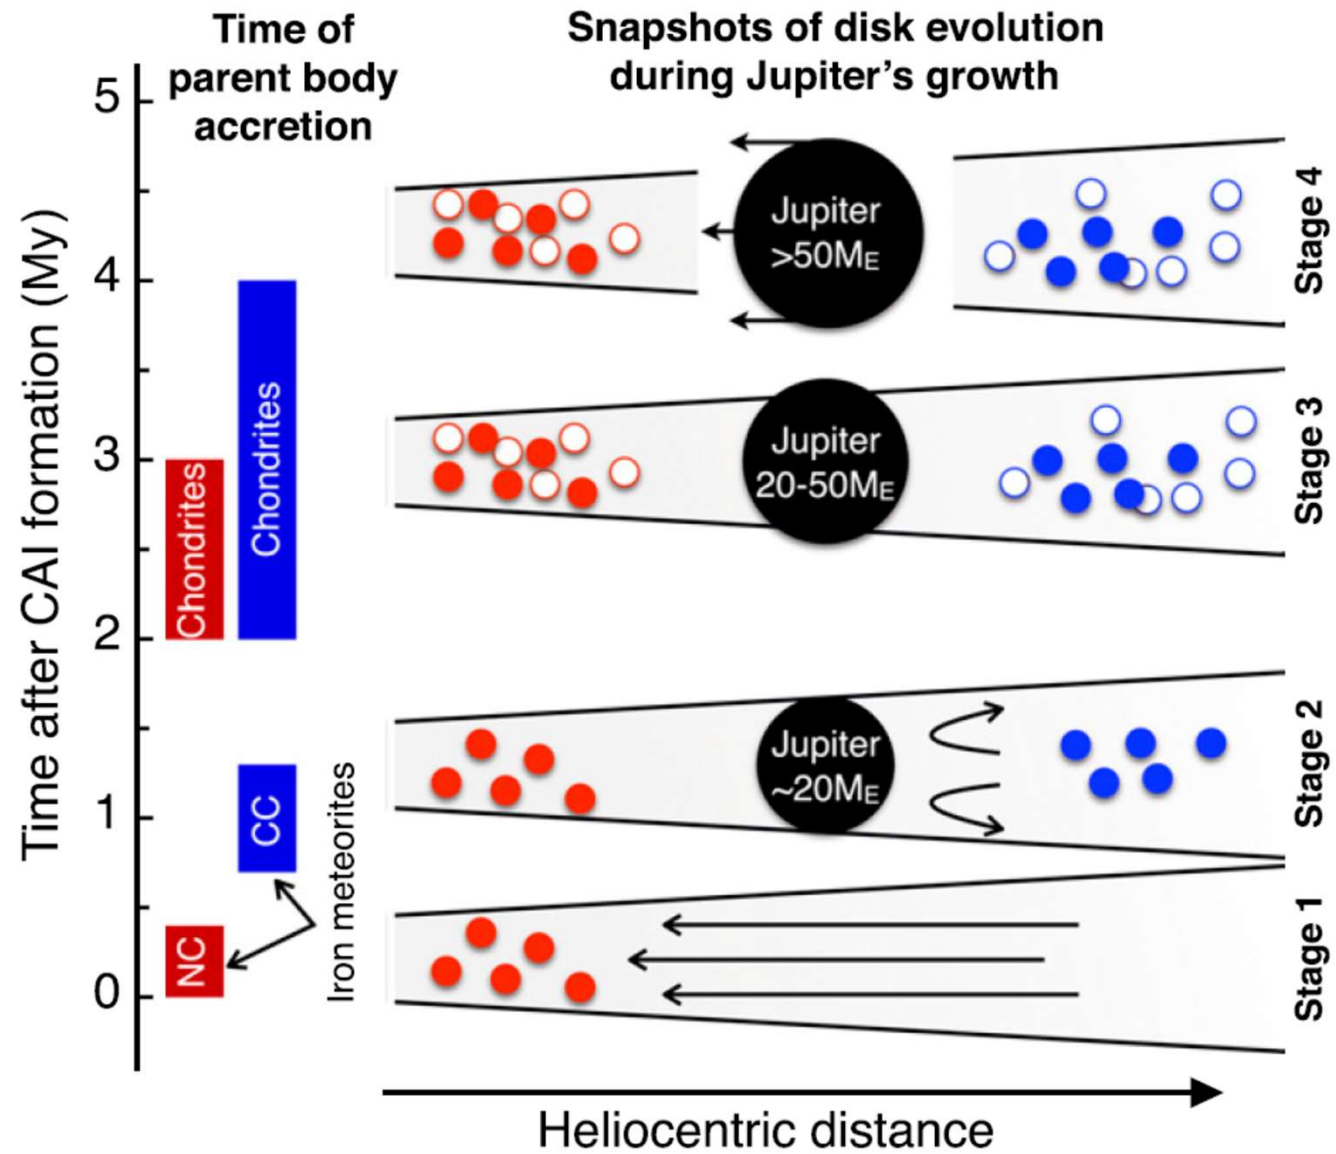 Time of
parent body
accretion
Snapshots of disk evolution
during Jupiter's growth
Time after CAI formation (My)
5
4
3
2
1
0
Chondrites
Chondrites
CC
NC
Iron meteorites
Jupiter
>50ME
Stage 4
Jupiter
20-50ME
Stage 3
Jupiter
~20ME
Stage 2
Stage 1
Heliocentric distance